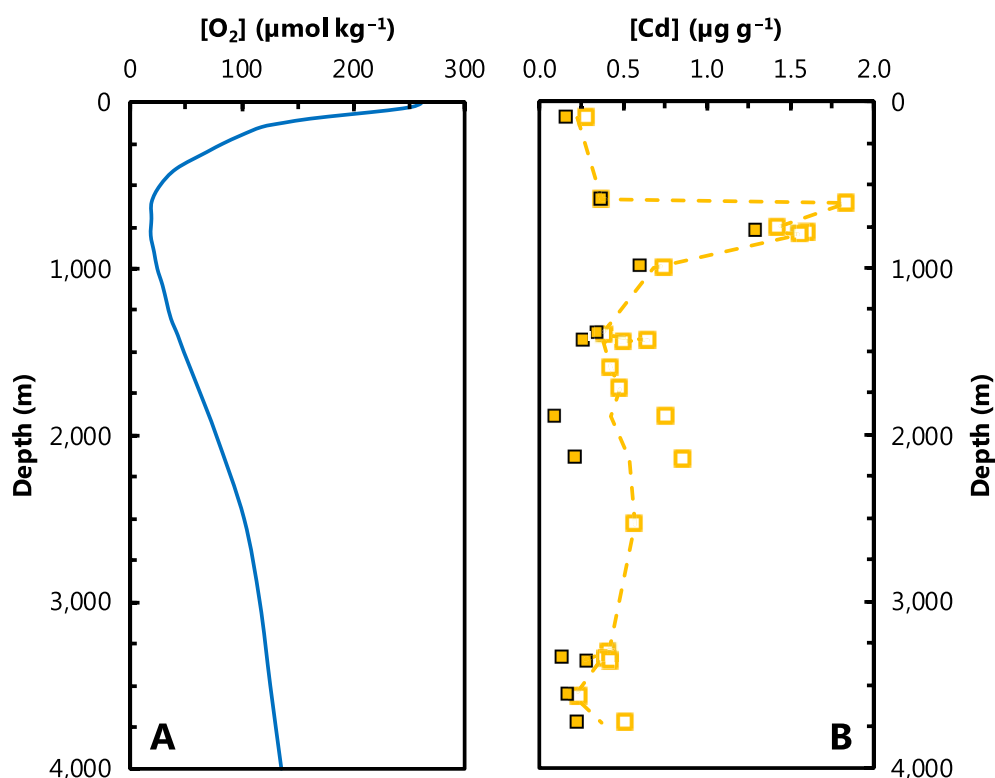 [O₂] (µmol kg⁻¹)
0 100 200 300
0
1,000
2,000
3,000
4,000
Depth (m)
A
[Cd] (µg g⁻¹)
0.0 0.5 1.0 1.5 2.0
0
1,000
2,000
3,000
4,000
Depth (m)
B